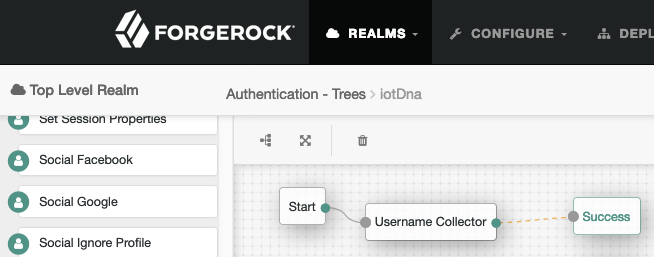 FORGEROCK
REALMS
CONFIGURE
DEPL
Top Level Realm
Authentication - Trees > iotDna
Set Session Properties
Social Facebook
Social Google
Social Ignore Profile
Start
Username Collector
Success